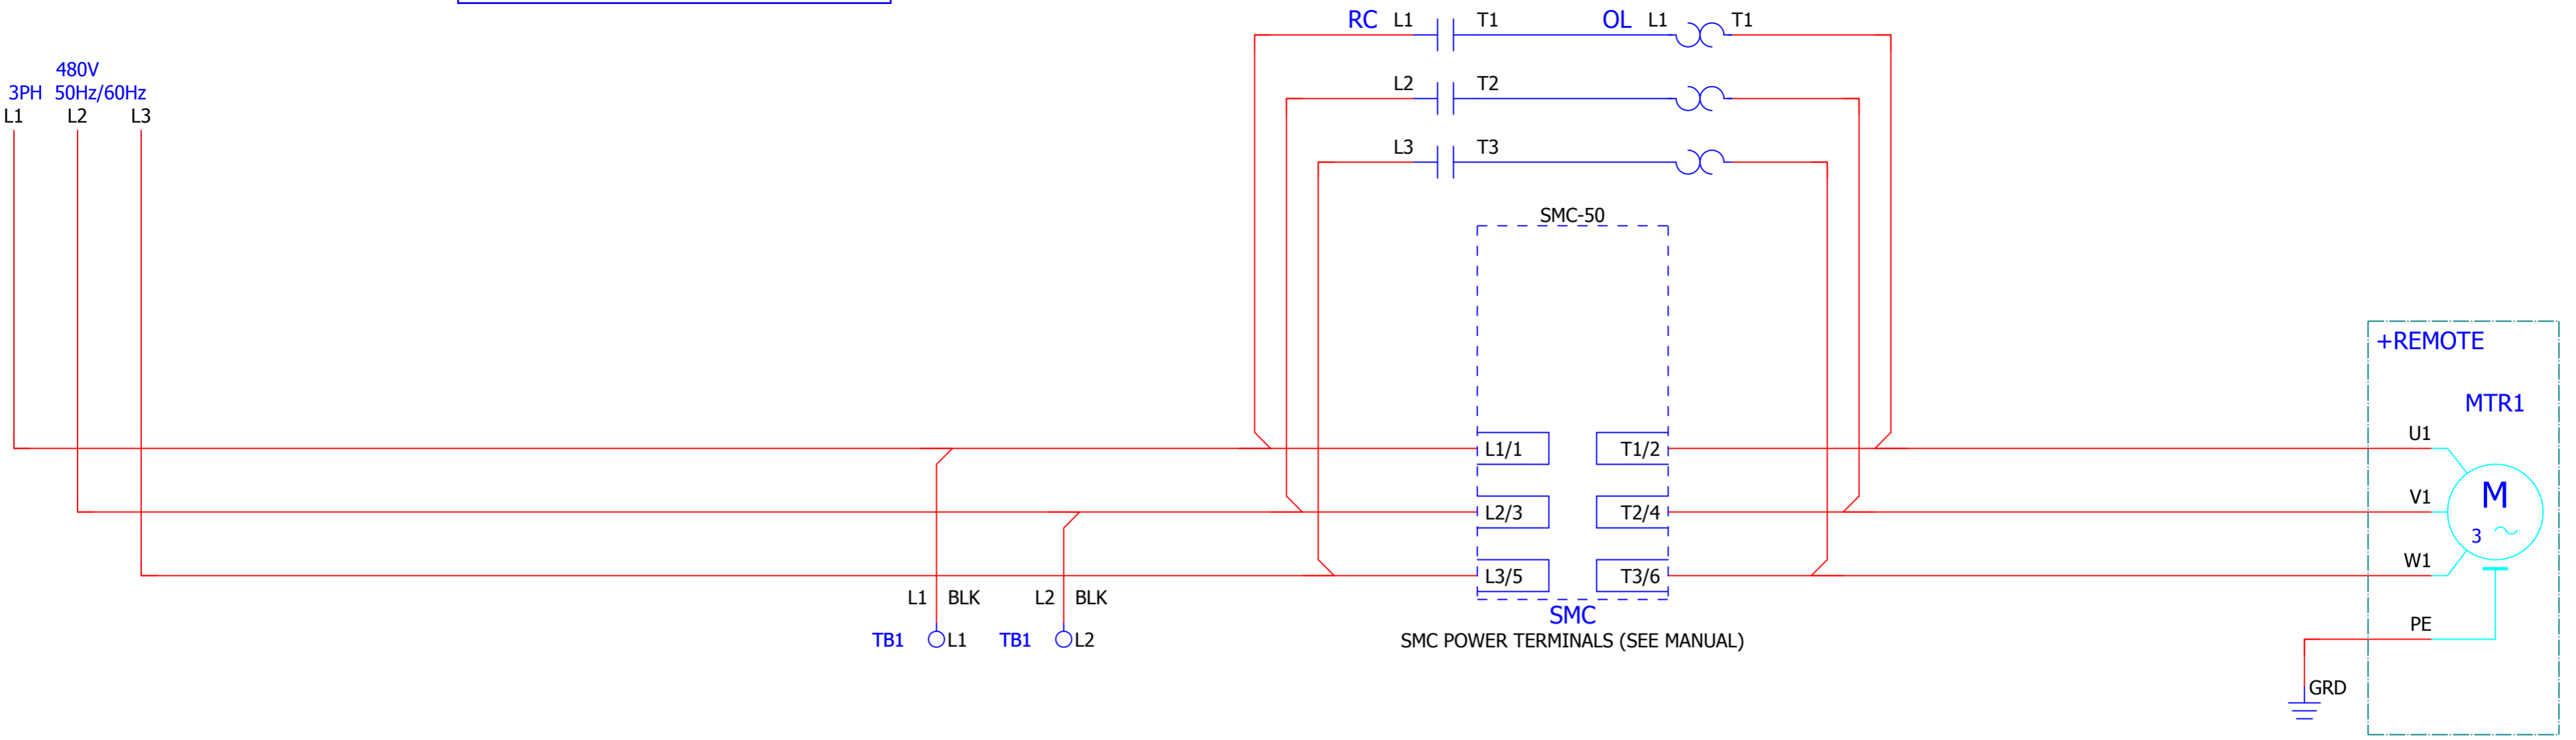 RC L1 T1 OL L1 T1
480V
3PH 50Hz/60Hz
L1 L2 L3
L2 T2
L3 T3
SMC-50
+REMOTE
MTR1
U1
L1/1 T1/2
V1
M
3 ~
L2/3 T2/4
W1
L3/5 T3/6
L1 BLK L2 BLK
SMC
PE
TB1 L1 TB1 L2
SMC POWER TERMINALS (SEE MANUAL)
GRD